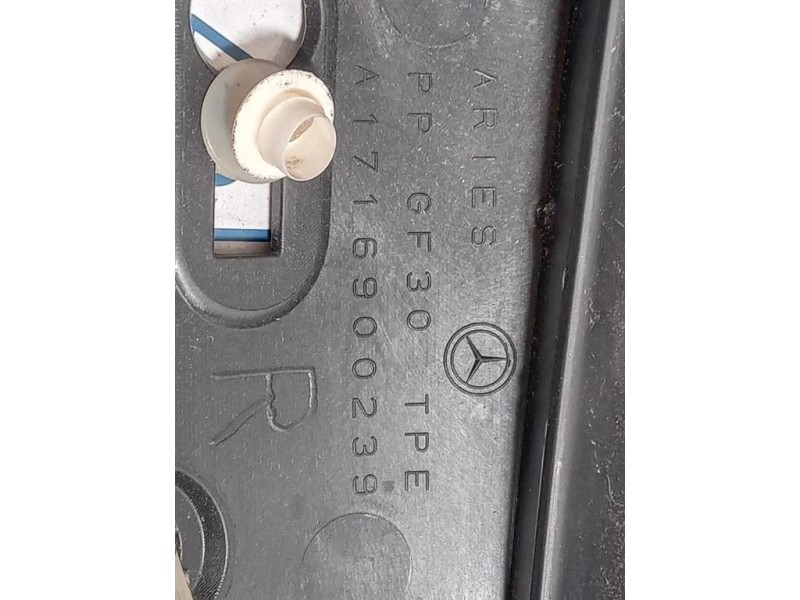 ARIES
PP GF30 TPE
A1716900239
R